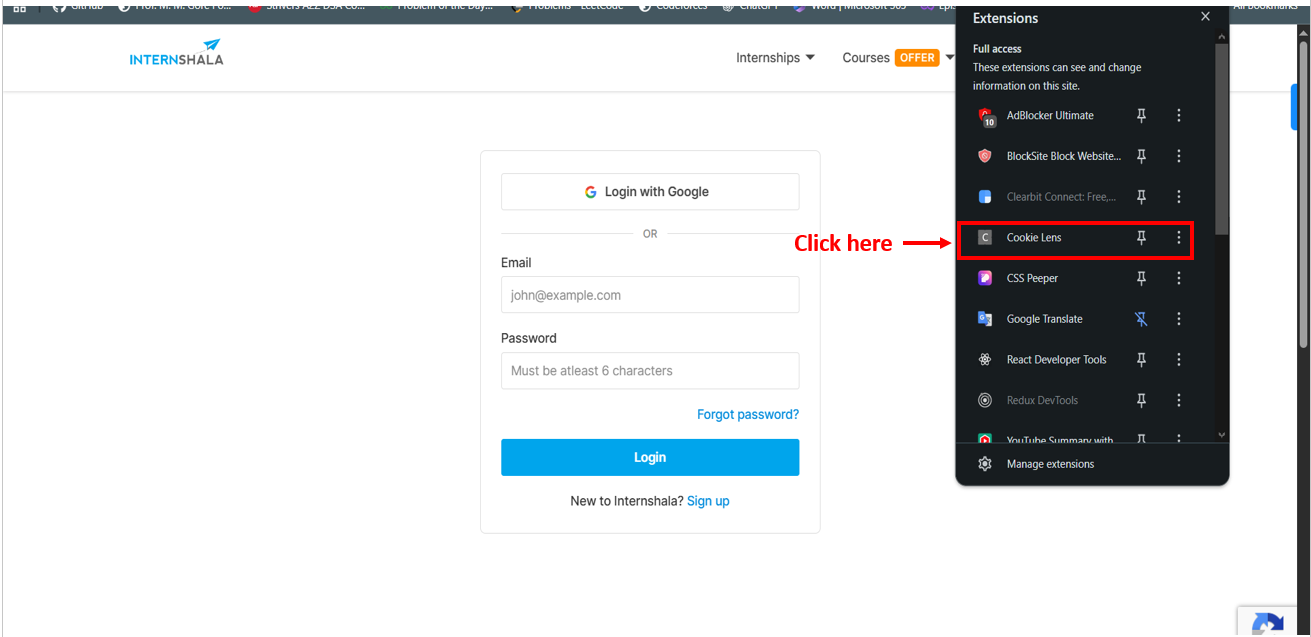 GitHub
Prof. M. M. Gore Po...
Strivers A2Z DSA Co...
Problem of the Day...
Problems - LeetCode
Codeforces
ChatGPT
Word | Microsoft 365
All Bookmarks
INTERNSHALA
Internships
Courses
OFFER
Login with Google
OR
Email
john@example.com
Password
Must be atleast 6 characters
Forgot password?
Login
New to Internshala? Sign up
Click here
Extensions
Full access
These extensions can see and change
information on this site.
10
AdBlocker Ultimate
BlockSite Block Website...
Clearbit Connect: Free,...
C
Cookie Lens
CSS Peeper
Google Translate
React Developer Tools
Redux DevTools
YouTube Summary with
Manage extensions